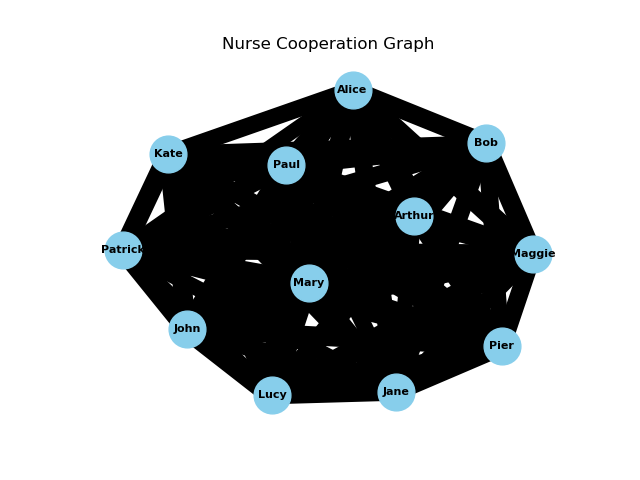 Nurse Cooperation Graph
Alice
Bob
Kate
Paul
Arthur
Patrick
Maggie
Mary
John
Pier
Lucy
Jane